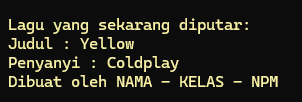 Lagu yang sekarang diputar:
Judul : Yellow
Penyanyi : Coldplay
Dibuat oleh NAMA - KELAS - NPM